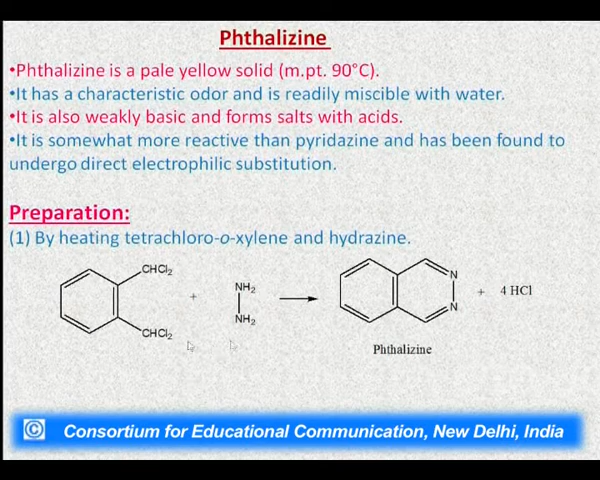 Phthalizine
•Phthalizine is a pale yellow solid (m.pt. 90°C).
•It has a characteristic odor and is readily miscible with water.
•It is also weakly basic and forms salts with acids.
•It is somewhat more reactive than pyridazine and has been found to
undergo direct electrophilic substitution.
Preparation:
(1) By heating tetrachloro-o-xylene and hydrazine.
CHCl₂
CHCl₂
+
NH₂
NH₂
N
N
+ 4 HCl
Phthalizine
© Consortium for Educational Communication, New Delhi, India